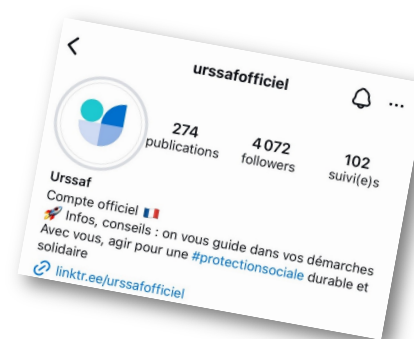 urssafofficiel
274 4 072 102
publications followers suivi(e)s
Urssaf
Compte officiel 🇫🇷
🚀 Infos, conseils : on vous guide dans vos démarches
Avec vous, agir pour une #protectionsociale durable et
solidaire
linktr.ee/urssafofficiel